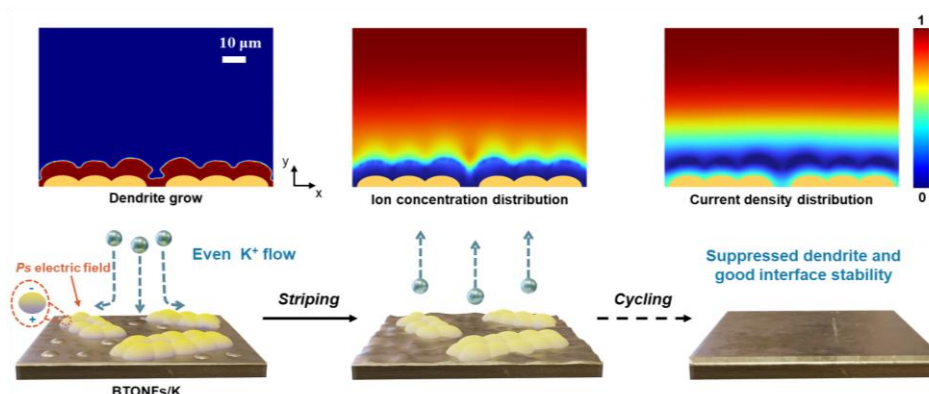 10 μm
1
y
x
0
Dendrite grow
Ion concentration distribution
Current density distribution
Even K⁺ flow
Ps electric field
-
+
Striping
Cycling
Suppressed dendrite and
good interface stability
BTONFs/K